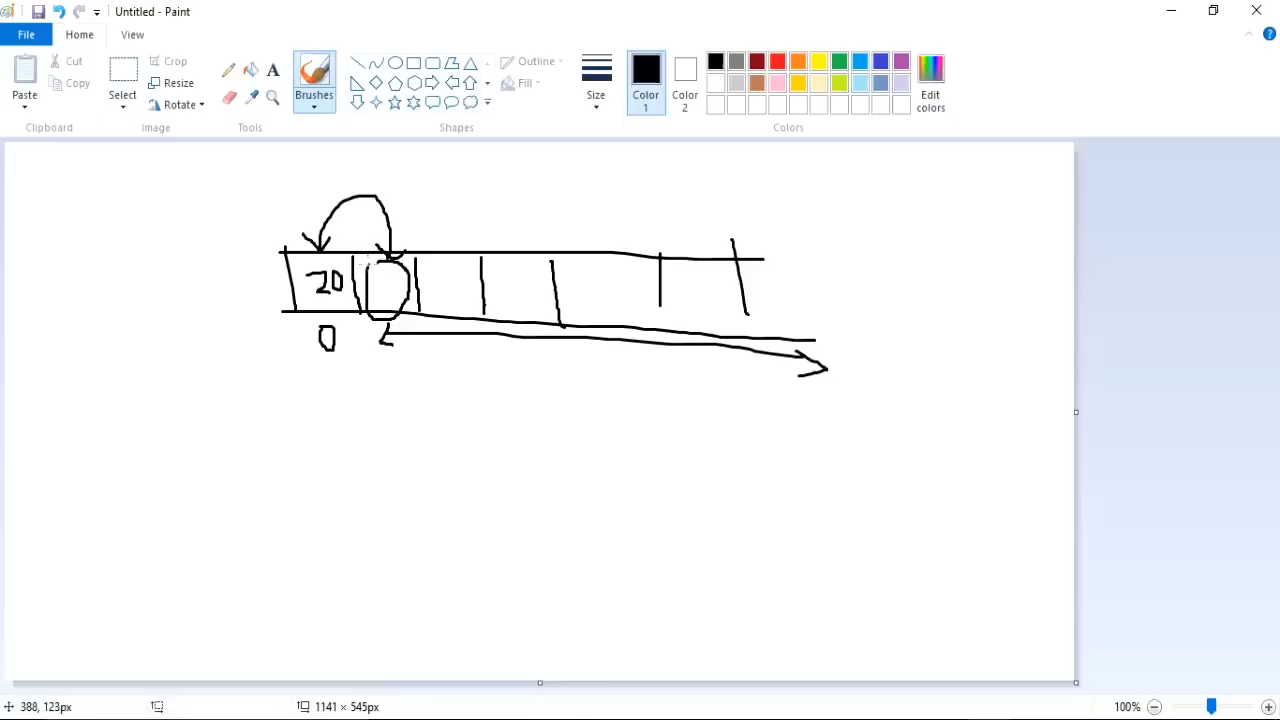 Untitled - Paint
File
Home
View
Paste
Cut
Copy
Clipboard
Select
Crop
Resize
Rotate
Image
A
Tools
Brushes
Shapes
Outline
Fill
Size
Color 1
Color 2
Edit colors
Colors
20
0
388, 123px
1141 × 545px
100%